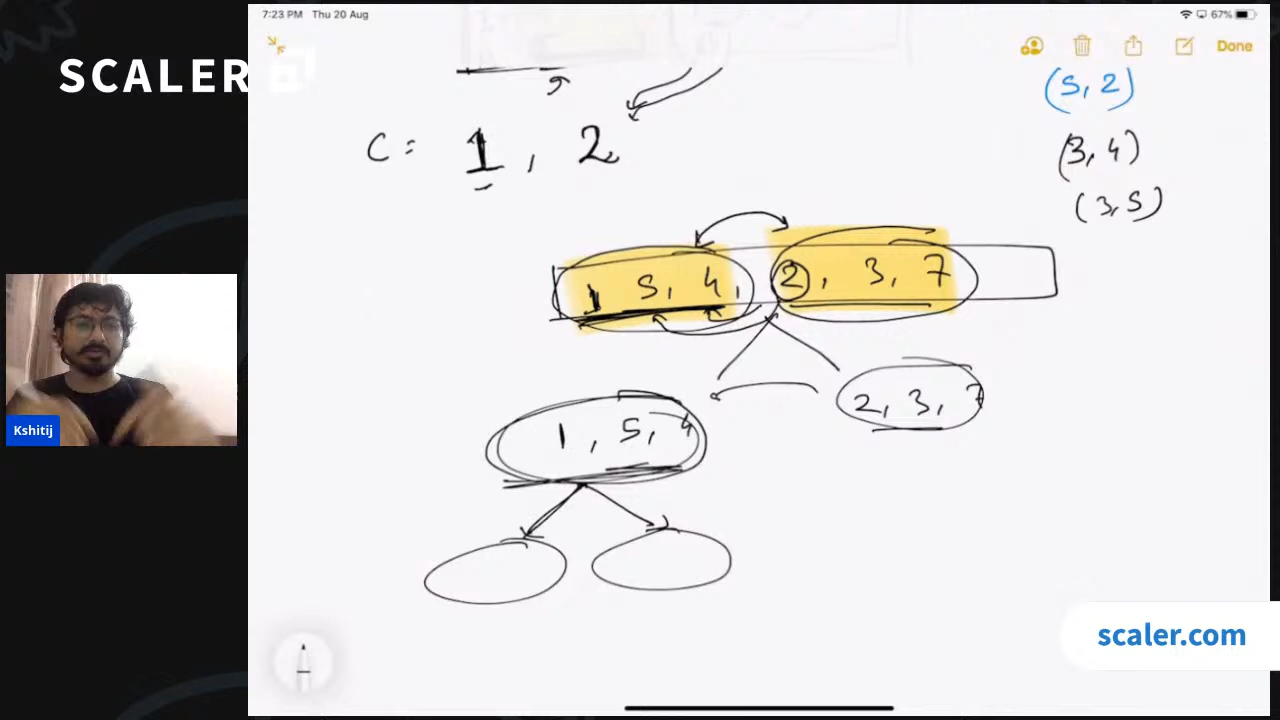 7:23 PM Thu 20 Aug
67%
Done
SCALER
(5, 2)
(3, 4)
(3, 5)
C = 1, 2
1 5, 4, 2, 3, 7
2, 3, 7
1, 5, 4
Kshitij
scaler.com